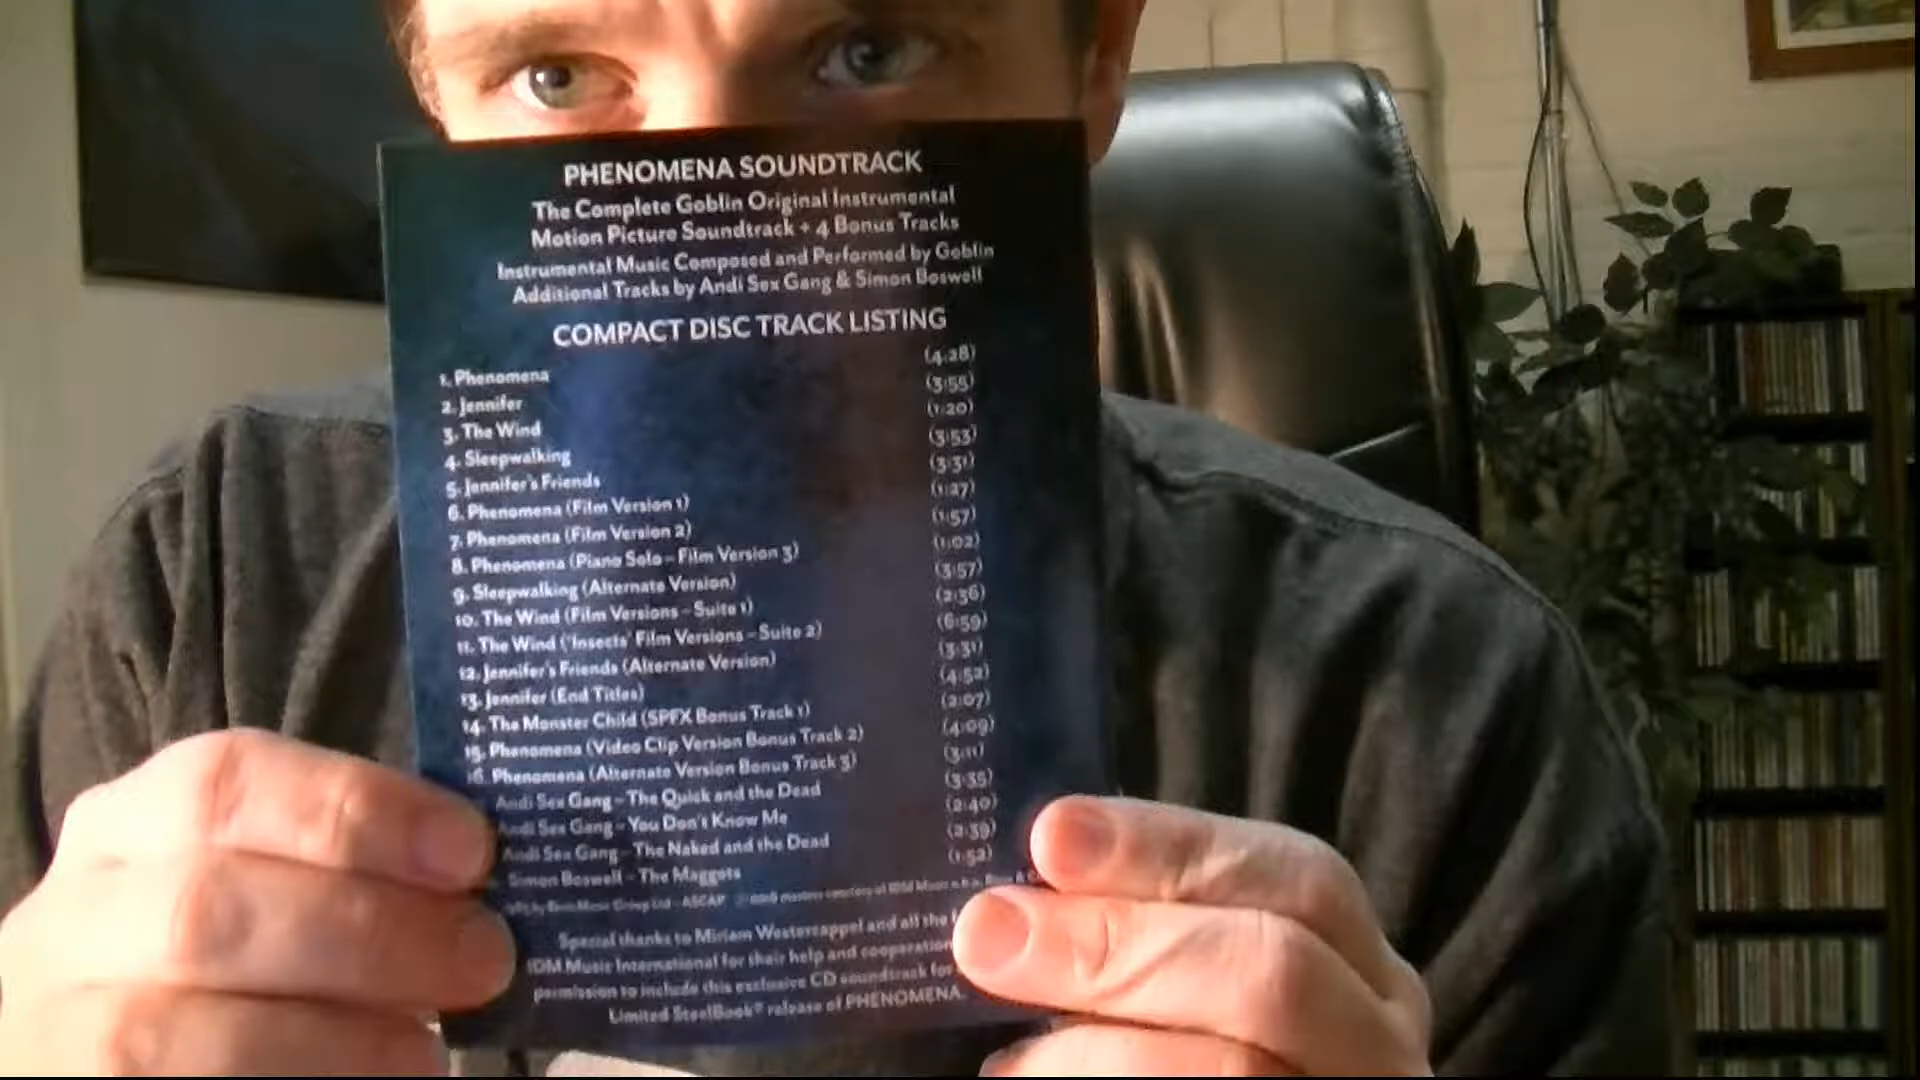 PHENOMENA SOUNDTRACK
The Complete Goblin Original Instrumental
Motion Picture Soundtrack + 4 Bonus Tracks
Instrumental Music Composed and Performed by Goblin
Additional Tracks by Andi Sex Gang & Simon Boswell
COMPACT DISC TRACK LISTING
1. Phenomena (4:28)
2. Jennifer (3:55)
3. The Wind (1:20)
4. Sleepwalking (3:53)
5. Jennifer's Friends (3:31)
6. Phenomena (Film Version 1) (1:27)
7. Phenomena (Film Version 2) (1:57)
8. Phenomena (Piano Solo - Film Version 3) (1:02)
9. Sleepwalking (Alternate Version) (3:57)
10. The Wind (Film Versions - Suite 1) (2:36)
11. The Wind ('Insects' Film Versions - Suite 2) (6:59)
12. Jennifer's Friends (Alternate Version) (3:31)
13. Jennifer (End Titles) (4:52)
14. The Monster Child (SPFX Bonus Track 1) (2:07)
15. Phenomena (Video Clip Version Bonus Track 2) (4:09)
16. Phenomena (Alternate Version Bonus Track 3) (3:11)
Andi Sex Gang - The Quick and the Dead (3:35)
Andi Sex Gang - You Don't Know Me (2:40)
Andi Sex Gang - The Naked and the Dead (2:39)
Simon Boswell - The Maggots (1:52)
Music Group Ltd - ASCAP
Special thanks to Miriam Westercappel and all the
IDM Music International for their help and cooperation
permission to include this exclusive CD soundtrack for
Limited SteelBook® release of PHENOMENA.